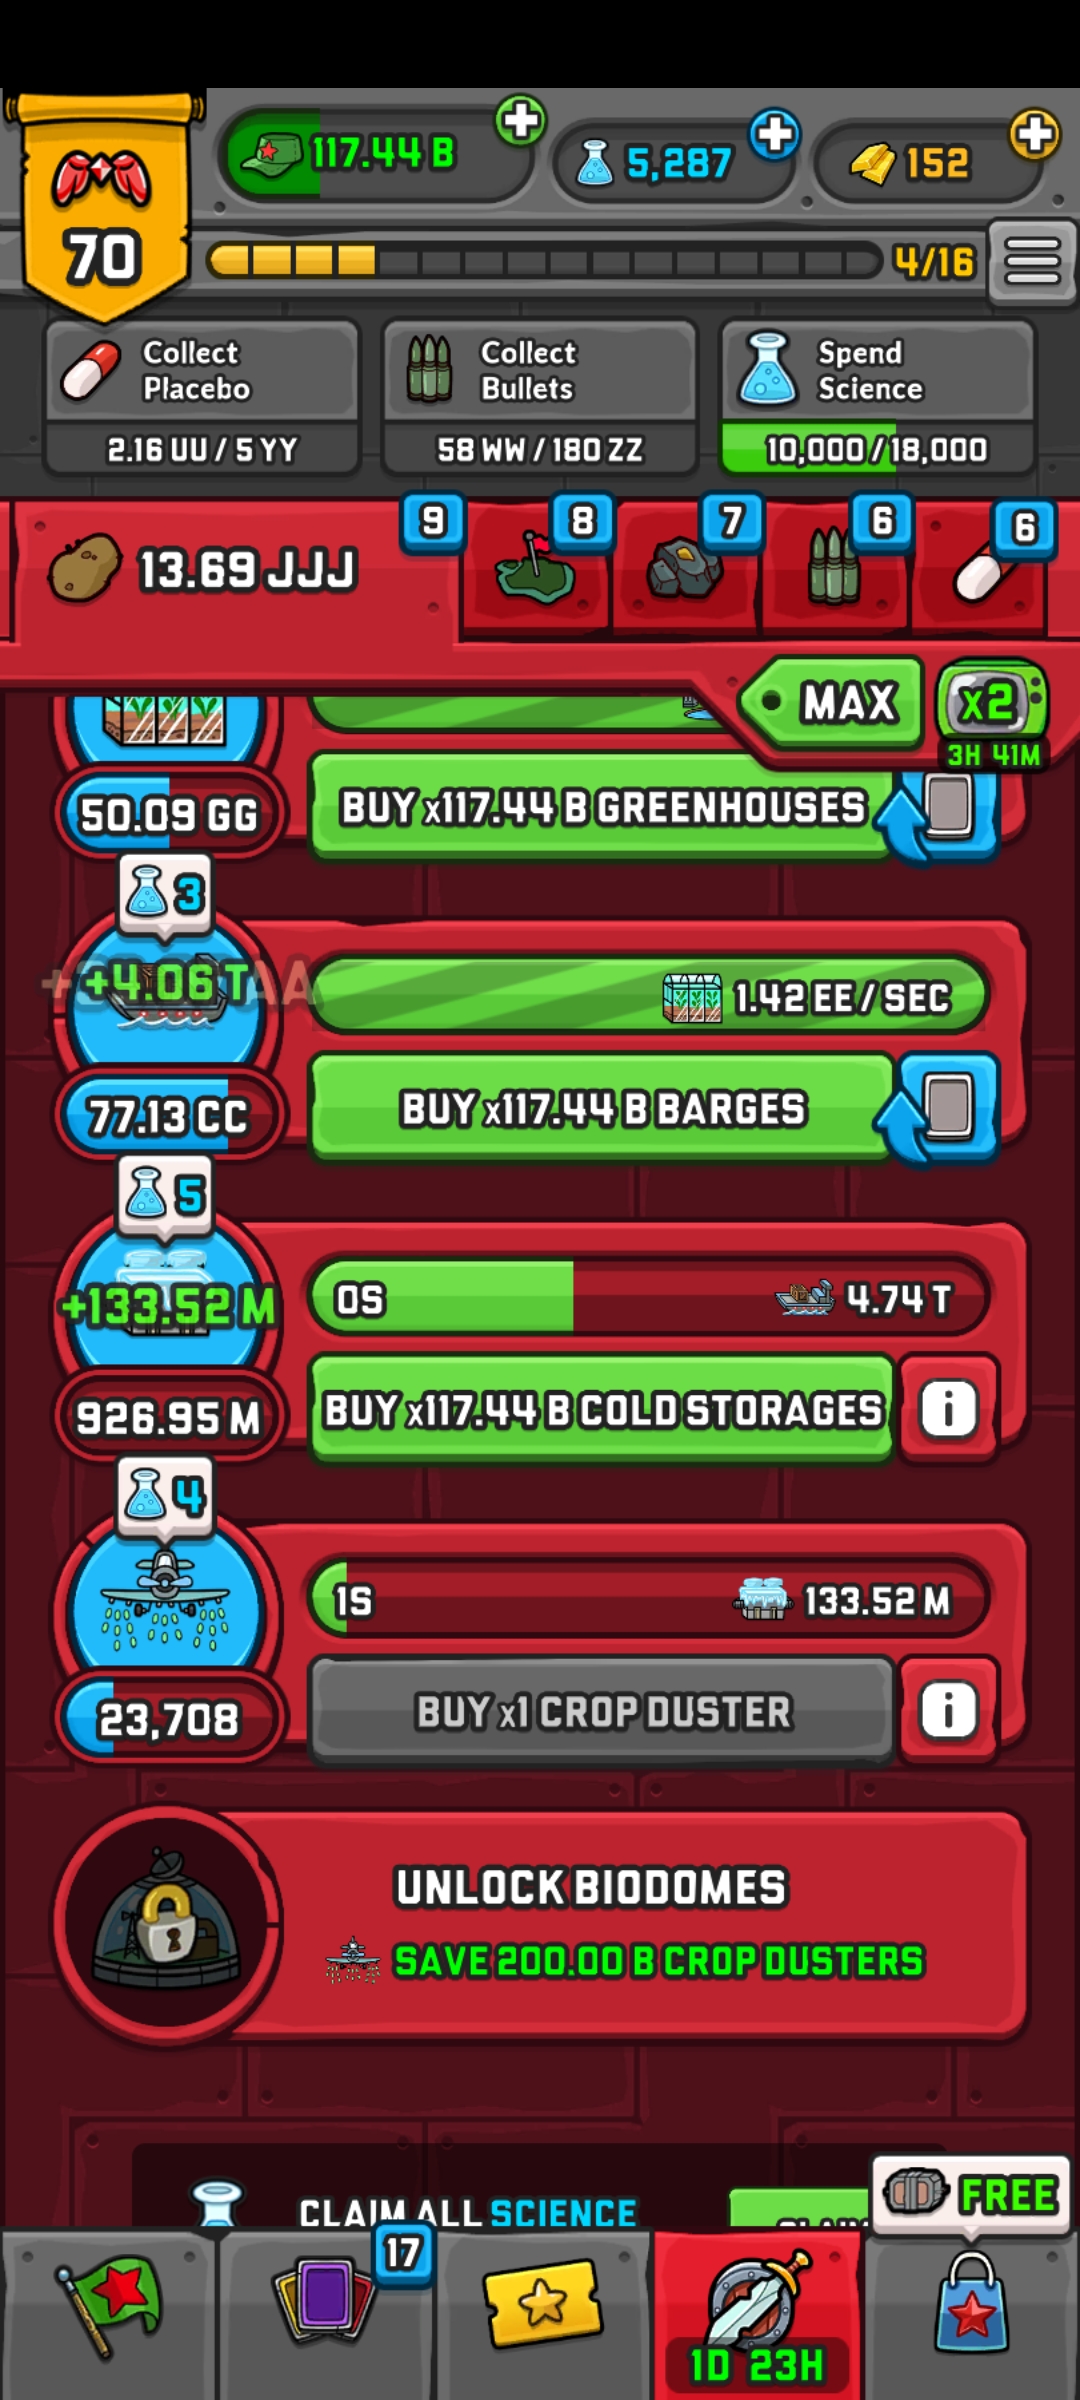 117.44 B
5,287
152
70
4/16
Collect
Placebo
2.16 UU / 5 YY
Collect
Bullets
58 WW / 180 ZZ
Spend
Science
10,000 / 18,000
13.69 JJJ
9
8
7
6
6
MAX
x2
3H 41M
50.09 GG
BUY x117.44 B GREENHOUSES
3
+4.06 T
1.42 EE / SEC
77.13 CC
BUY x117.44 B BARGES
5
+133.52 M
0S
4.74 T
926.95 M
BUY x117.44 B COLD STORAGES
i
4
1S
133.52 M
23,708
BUY x1 CROP DUSTER
i
UNLOCK BIODOMES
SAVE 200.00 B CROP DUSTERS
CLAIM ALL SCIENCE
FREE
17
1D 23H